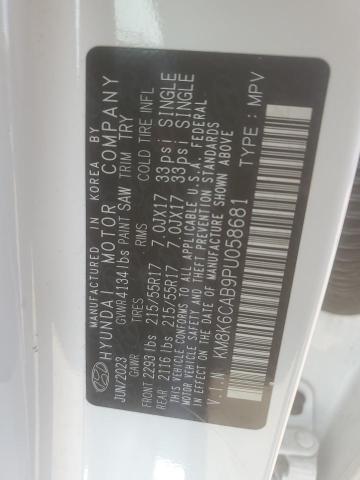 MANUFACTURED IN KOREA BY
HYUNDAI MOTOR COMPANY
JUN/2023 GVWR 4134 lbs PAINT SAW TRIM TRY
GAWR TIRES RIMS COLD TIRE INFL
FRONT 2293 lbs 215/55R17 7.0JX17 33psi SINGLE
REAR 2116 lbs 215/55R17 7.0JX17 33psi SINGLE
THIS VEHICLE CONFORMS TO ALL APPLICABLE U.S.A. FEDERAL
MOTOR VEHICLE SAFETY STANDARDS
IN EFFECT ON THE DATE OF MANUFACTURE SHOWN ABOVE
V.I.N KM8K6CAB9PU058681 TYPE : MPV